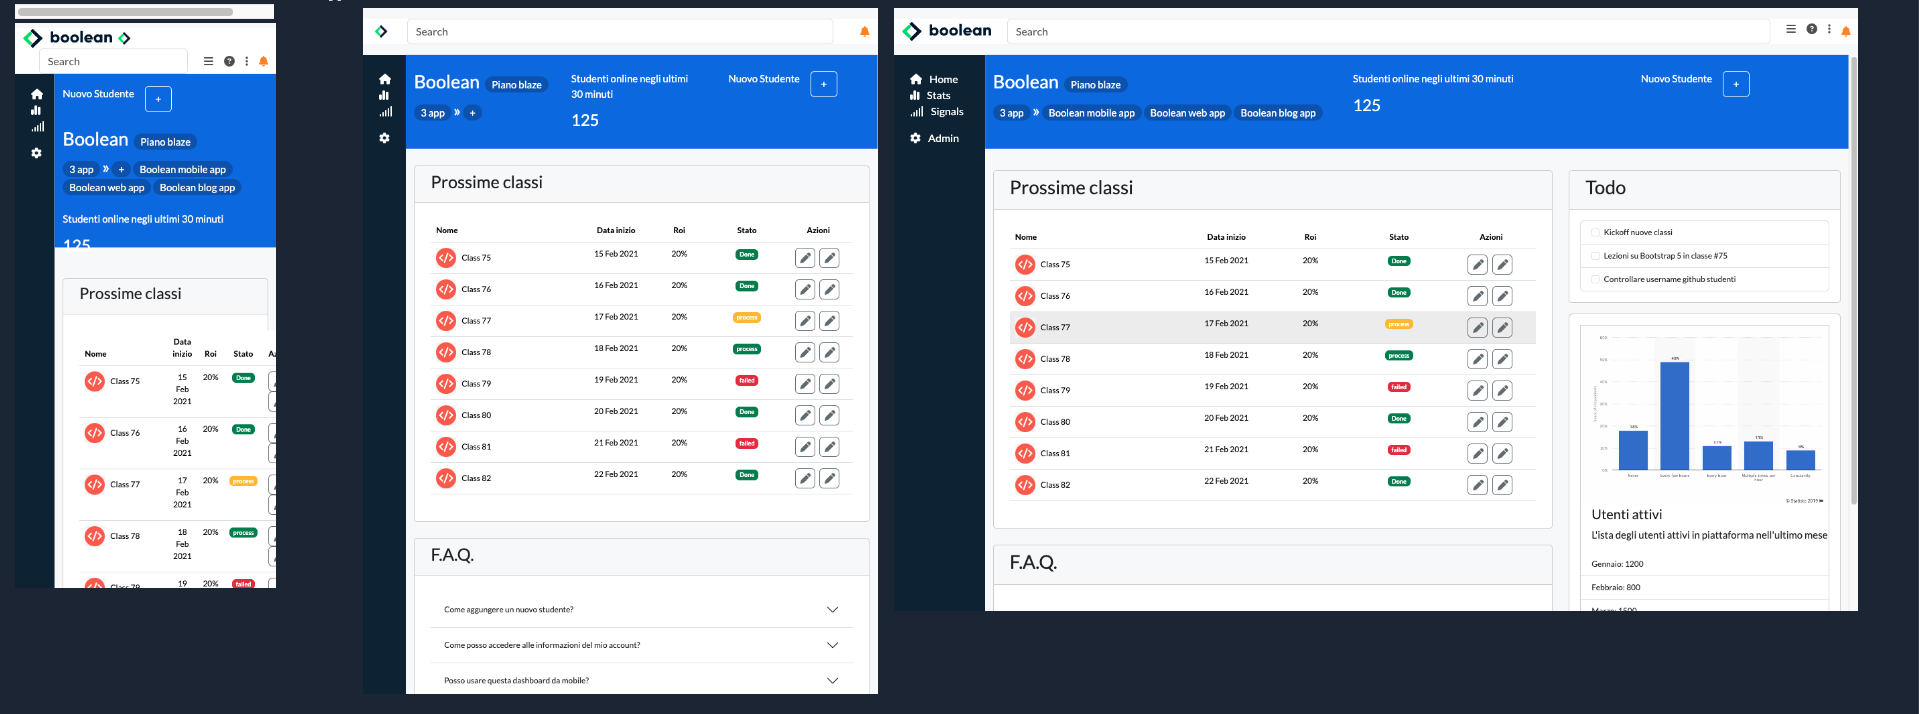 boolean
Search
Nuovo Studente
+
Boolean Piano blaze
3 app » + Boolean mobile app
Boolean web app Boolean blog app
Studenti online negli ultimi 30 minuti
125
Prossime classi
Nome Data inizio Roi Stato
Class 75 15 Feb 2021 20% Done
Class 76 16 Feb 2021 20% Done
Class 77 17 Feb 2021 20% process
Class 78 18 Feb 2021 20% process
19 20% failed
Search
Boolean Piano blaze
3 app » +
Studenti online negli ultimi
30 minuti
125
Nuovo Studente +
Prossime classi
Nome Data inizio Roi Stato Azioni
Class 75 15 Feb 2021 20% Done
Class 76 16 Feb 2021 20% Done
Class 77 17 Feb 2021 20% process
Class 78 18 Feb 2021 20% process
Class 79 19 Feb 2021 20% failed
Class 80 20 Feb 2021 20% Done
Class 81 21 Feb 2021 20% failed
Class 82 22 Feb 2021 20% Done
F.A.Q.
Come aggungere un nuovo studente?
Come posso accedere alle informazioni del mio account?
Posso usare questa dashboard da mobile?
boolean
Search
Home
Stats
Signals
Admin
Boolean Piano blaze
3 app » Boolean mobile app Boolean web app Boolean blog app
Studenti online negli ultimi 30 minuti
125
Nuovo Studente +
Prossime classi
Nome Data inizio Roi Stato Azioni
Class 75 15 Feb 2021 20% Done
Class 76 16 Feb 2021 20% Done
Class 77 17 Feb 2021 20% process
Class 78 18 Feb 2021 20% process
Class 79 19 Feb 2021 20% failed
Class 80 20 Feb 2021 20% Done
Class 81 21 Feb 2021 20% failed
Class 82 22 Feb 2021 20% Done
F.A.Q.
Todo
Kickoff nuove classi
Lezioni su Bootstrap 5 in classe #75
Controllare username github studenti
© Statista 2019
Utenti attivi
L'ista degli utenti attivi in piattaforma nell'ultimo mese
Gennaio: 1200
Febbraio: 800
Marzo: 1500